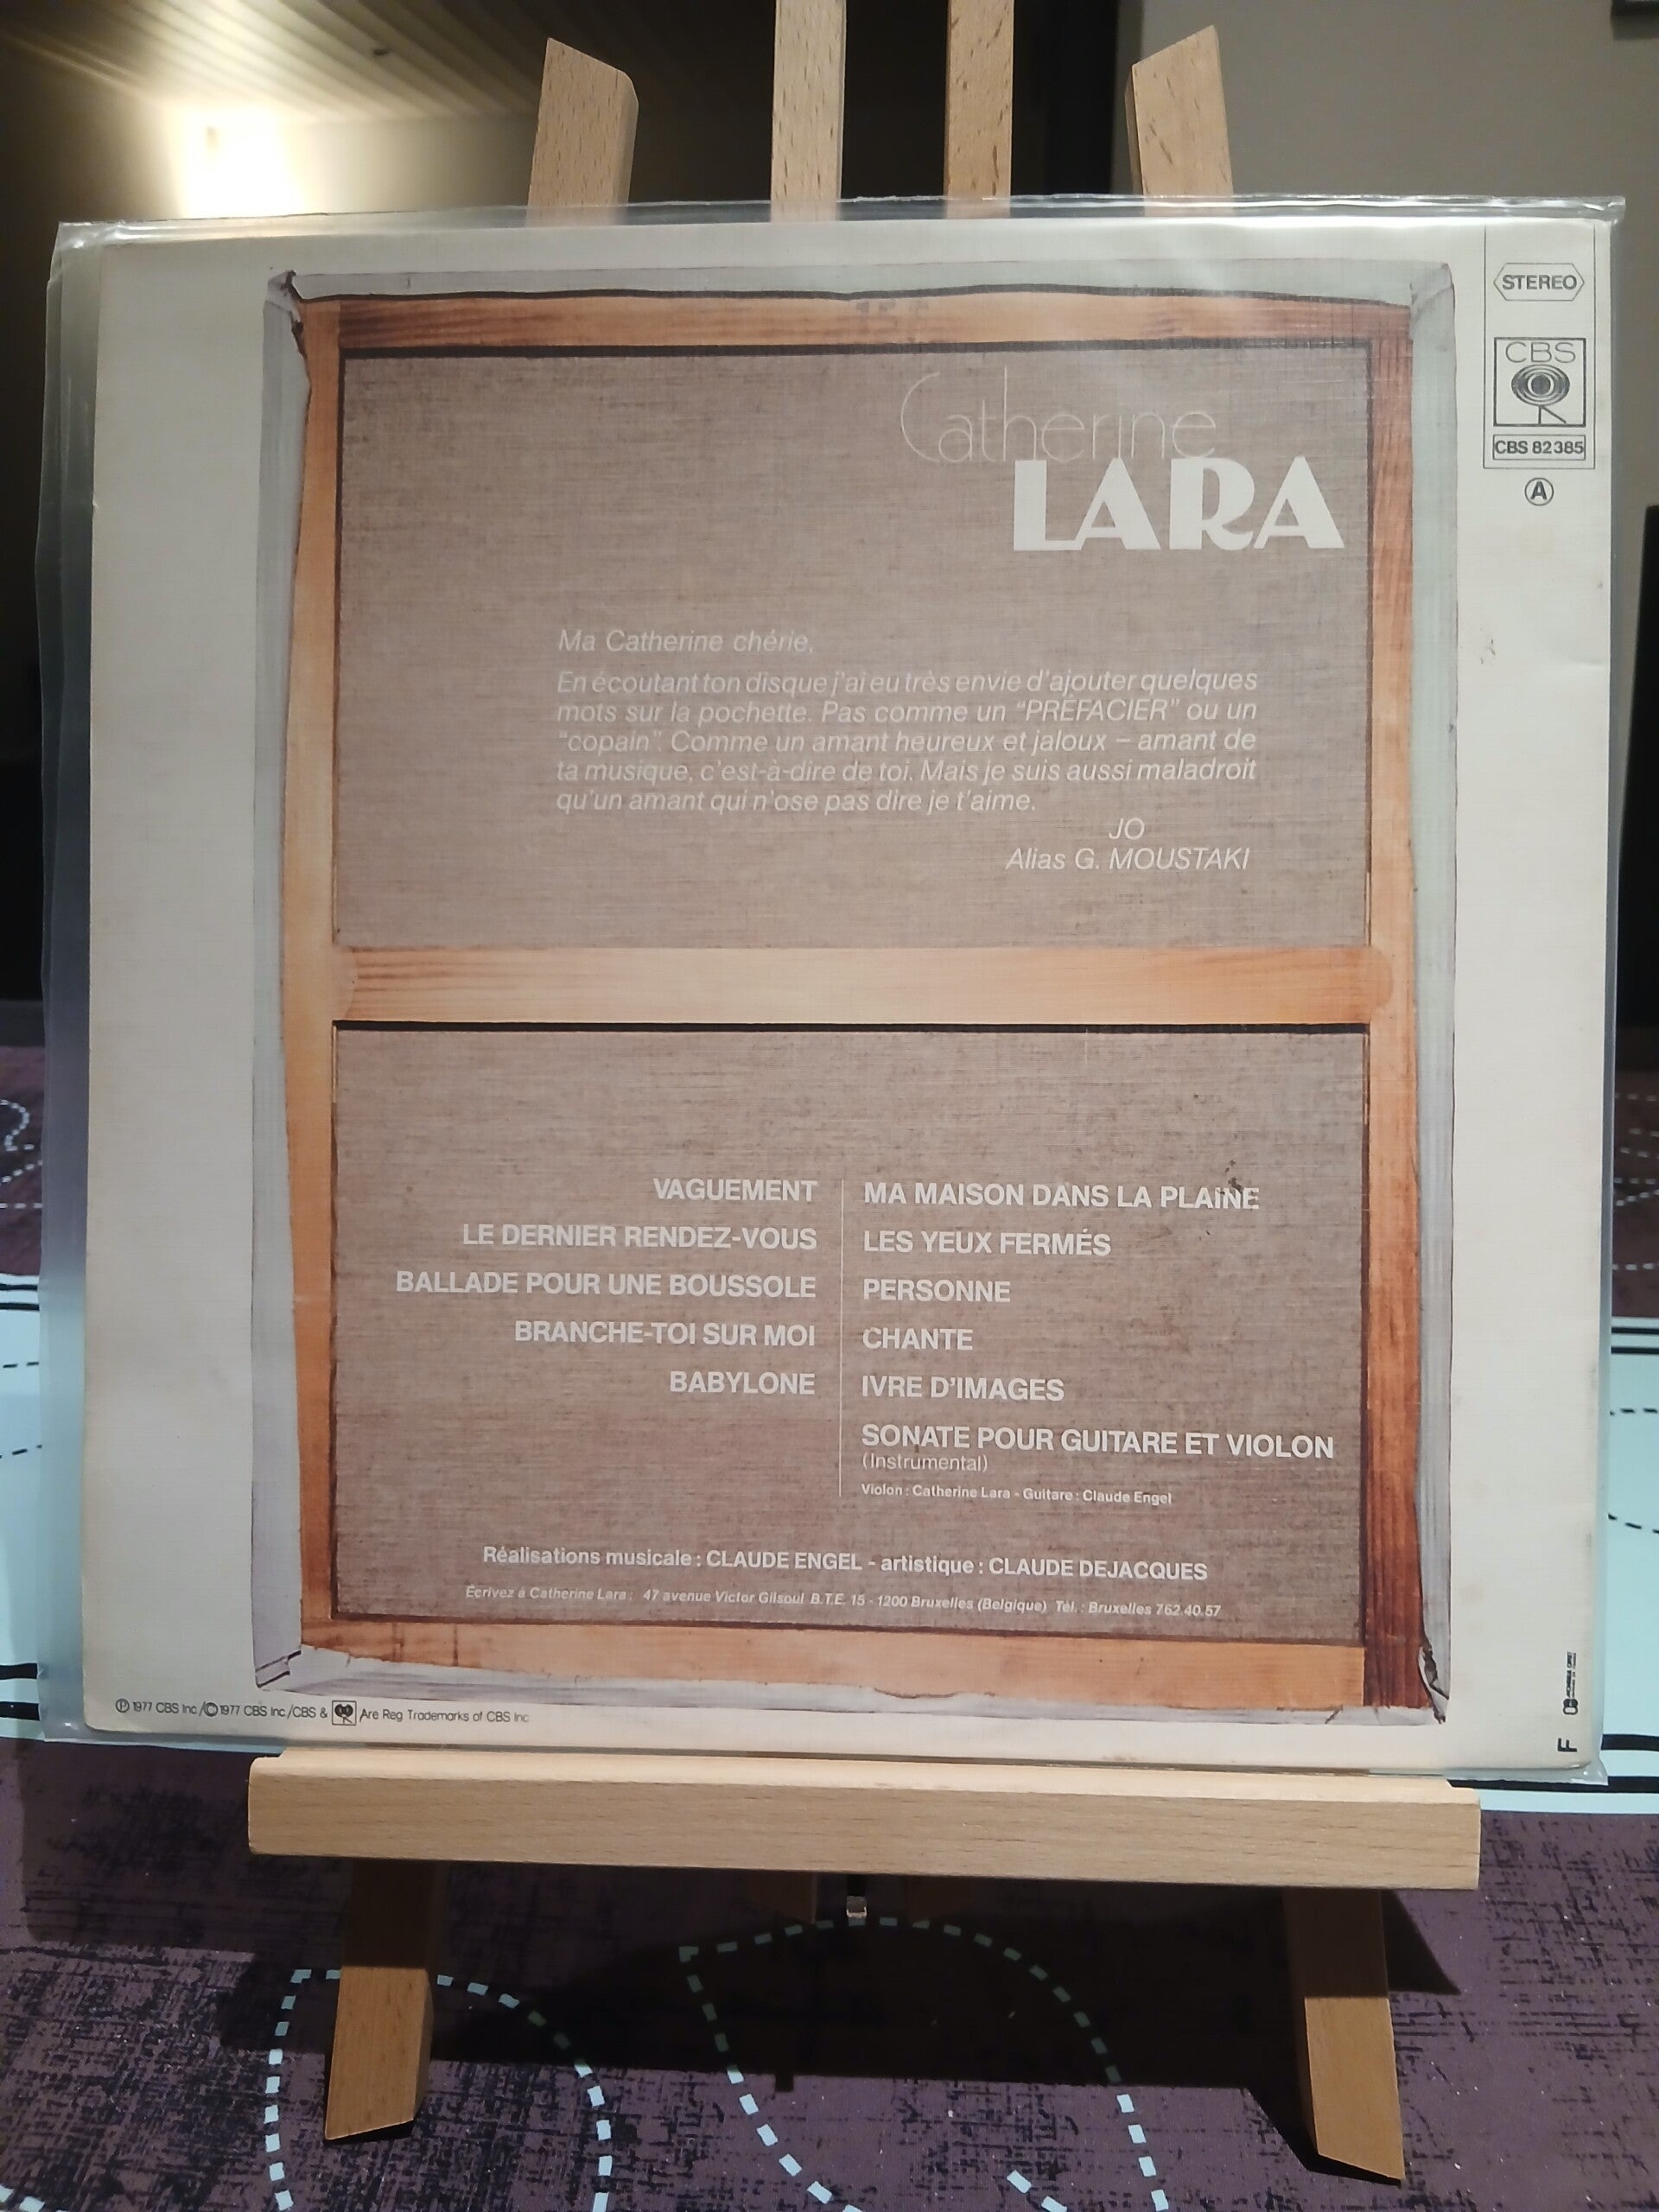 STEREO
CBS
CBS 82385
A
Catherine
LARA
Ma Catherine chérie,
En écoutant ton disque j'ai eu très envie d'ajouter quelques
mots sur la pochette. Pas comme un "PRÉFACIER" ou un
"copain". Comme un amant heureux et jaloux – amant de
ta musique, c'est-à-dire de toi. Mais je suis aussi maladroit
qu'un amant qui n'ose pas dire je t'aime.
JO
Alias G. MOUSTAKI
VAGUEMENT
LE DERNIER RENDEZ-VOUS
BALLADE POUR UNE BOUSSOLE
BRANCHE-TOI SUR MOI
BABYLONE
MA MAISON DANS LA PLAINE
LES YEUX FERMÉS
PERSONNE
CHANTE
IVRE D'IMAGES
SONATE POUR GUITARE ET VIOLON
(Instrumental)
Violon : Catherine Lara - Guitare : Claude Engel
Réalisations musicale : CLAUDE ENGEL - artistique : CLAUDE DEJACQUES
Écrivez à Catherine Lara : 47 avenue Victor Gilsoul B.T.E. 15 - 1200 Bruxelles (Belgique) Tél. : Bruxelles 762.40.57
Ⓟ 1977 CBS Inc/© 1977 CBS Inc/CBS & Are Reg Trademarks of CBS Inc
F